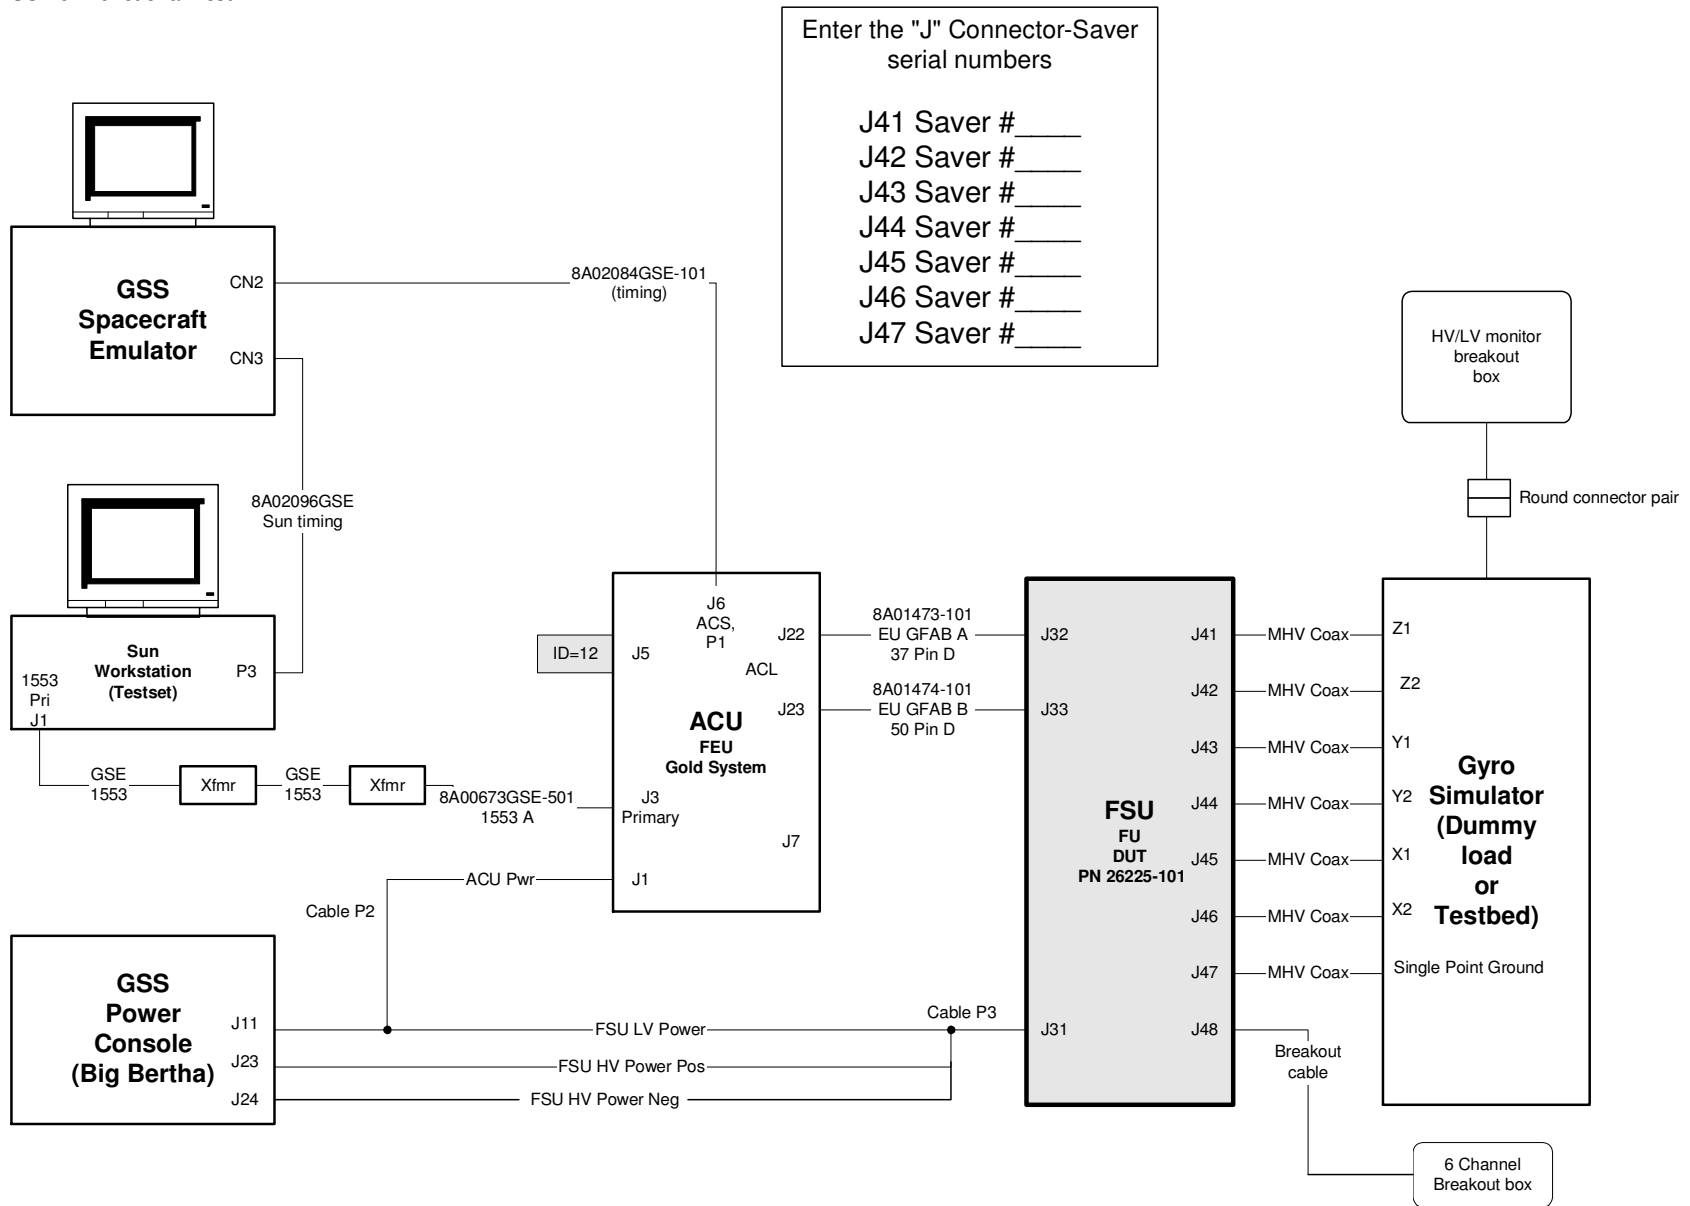 Enter the "J" Connector-Saver
serial numbers
J41 Saver #____
J42 Saver #____
J43 Saver #____
J44 Saver #____
J45 Saver #____
J46 Saver #____
J47 Saver #____
GSS
Spacecraft
Emulator
CN2
CN3
8A02084GSE-101
(timing)
8A02096GSE
Sun timing
HV/LV monitor
breakout
box
Round connector pair
Sun
Workstation
(Testset)
P3
1553
Pri
J1
GSE
1553
Xfmr
GSE
1553
Xfmr
8A00673GSE-501
1553 A
ID=12
J5
J6
ACS,
P1
J22
ACL
J23
ACU
FEU
Gold System
J3
Primary
J7
J1
8A01473-101
EU GFAB A
37 Pin D
8A01474-101
EU GFAB B
50 Pin D
J32
J33
J31
FSU
FU
DUT
PN 26225-101
J41
J42
J43
J44
J45
J46
J47
J48
MHV Coax
MHV Coax
MHV Coax
MHV Coax
MHV Coax
MHV Coax
MHV Coax
Z1
Z2
Y1
Y2
X1
X2
Single Point Ground
Gyro
Simulator
(Dummy
load
or
Testbed)
ACU Pwr
Cable P2
GSS
Power
Console
(Big Bertha)
J11
J23
J24
FSU LV Power
FSU HV Power Pos
FSU HV Power Neg
Cable P3
Breakout
cable
6 Channel
Breakout box